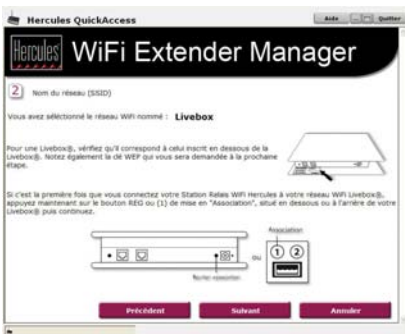 Hercules QuickAccess
Aide
Quitter
Hercules
WiFi Extender Manager
2 Nom du réseau (SSID)
Vous avez sélectionné le réseau WiFi nommé : Livebox
Pour une Livebox®, vérifiez qu'il correspond à celui inscrit en dessous de la
Livebox®. Notez également la clé WEP qui vous sera demandée à la prochaine
étape.
Si c'est la première fois que vous connectez votre Station Relais WiFi Hercules à votre réseau WiFi Livebox®,
appuyez maintenant sur le bouton REG ou (1) de mise en "Association", situé en dessous ou à l'arrière de votre
Livebox® puis continuez.
Association
1 2
ou
Précédent
Suivant
Annuler